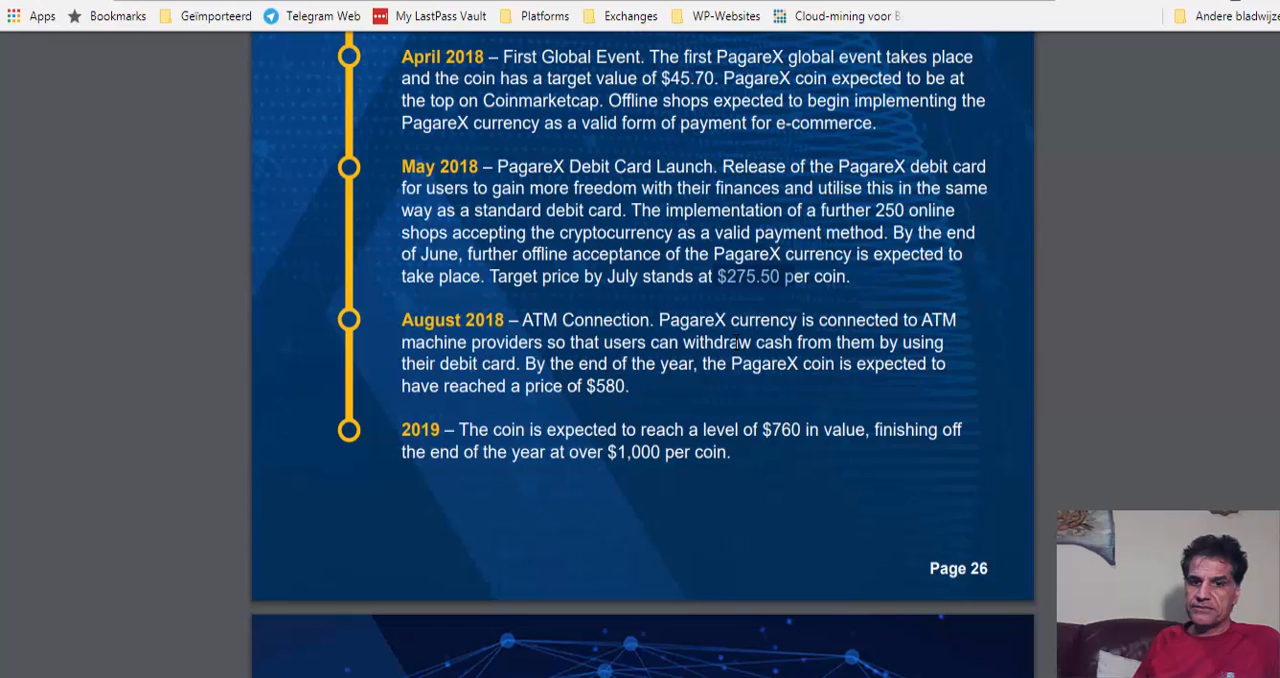 Apps Bookmarks Geïmporteerd Telegram Web My LastPass Vault Platforms Exchanges WP-Websites Cloud-mining voor B Andere bladwijze
April 2018 – First Global Event. The first PagareX global event takes place
and the coin has a target value of $45.70. PagareX coin expected to be at
the top on Coinmarketcap. Offline shops expected to begin implementing the
PagareX currency as a valid form of payment for e-commerce.
May 2018 – PagareX Debit Card Launch. Release of the PagareX debit card
for users to gain more freedom with their finances and utilise this in the same
way as a standard debit card. The implementation of a further 250 online
shops accepting the cryptocurrency as a valid payment method. By the end
of June, further offline acceptance of the PagareX currency is expected to
take place. Target price by July stands at $275.50 per coin.
August 2018 – ATM Connection. PagareX currency is connected to ATM
machine providers so that users can withdraw cash from them by using
their debit card. By the end of the year, the PagareX coin is expected to
have reached a price of $580.
2019 – The coin is expected to reach a level of $760 in value, finishing off
the end of the year at over $1,000 per coin.
Page 26